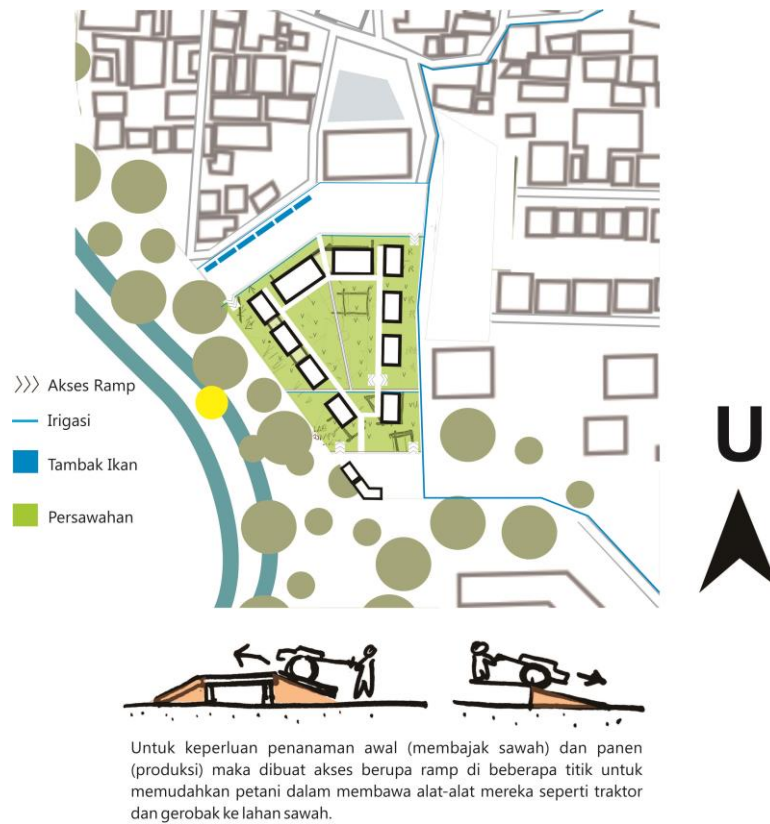 >>> Akses Ramp
Irigasi
Tambak Ikan
Persawahan
U
Untuk keperluan penanaman awal (membajak sawah) dan panen
(produksi) maka dibuat akses berupa ramp di beberapa titik untuk
memudahkan petani dalam membawa alat-alat mereka seperti traktor
dan gerobak ke lahan sawah.